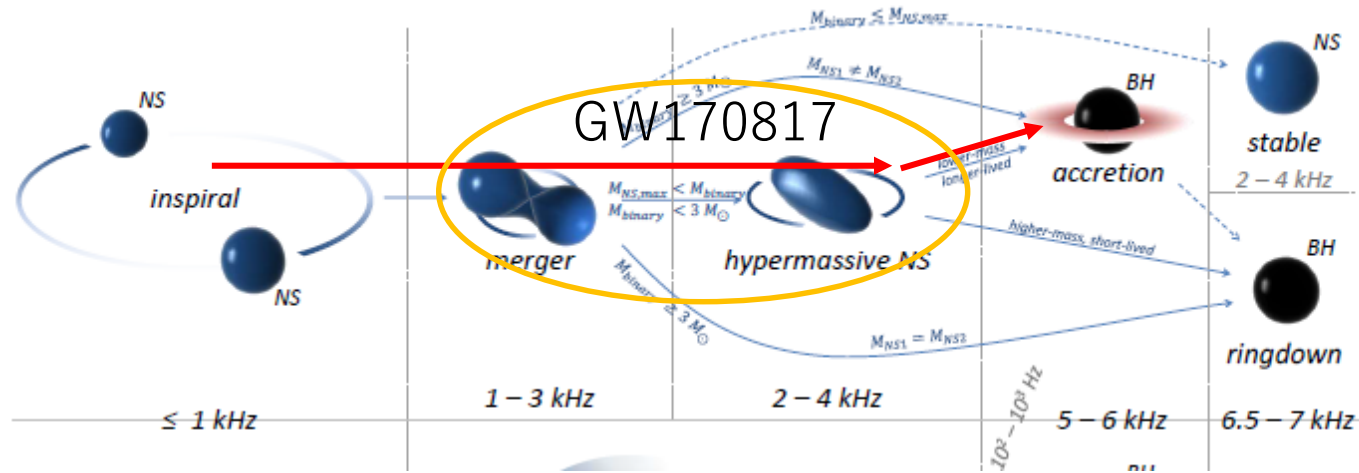 M_binary ≤ M_NS,max
NS
M_NS1 ≠ M_NS2
NS
BH
≥ 3 M☉
GW170817
stable
inspiral
lower-mass
longer-lived
accretion
2 – 4 kHz
M_NS,max < M_binary
M_binary < 3 M☉
higher-mass, short-lived
BH
merger
hypermassive NS
NS
M_binary ≥ 3 M☉
M_NS1 = M_NS2
ringdown
≤ 1 kHz
1 – 3 kHz
2 – 4 kHz
10² – 10³ Hz
5 – 6 kHz
6.5 – 7 kHz